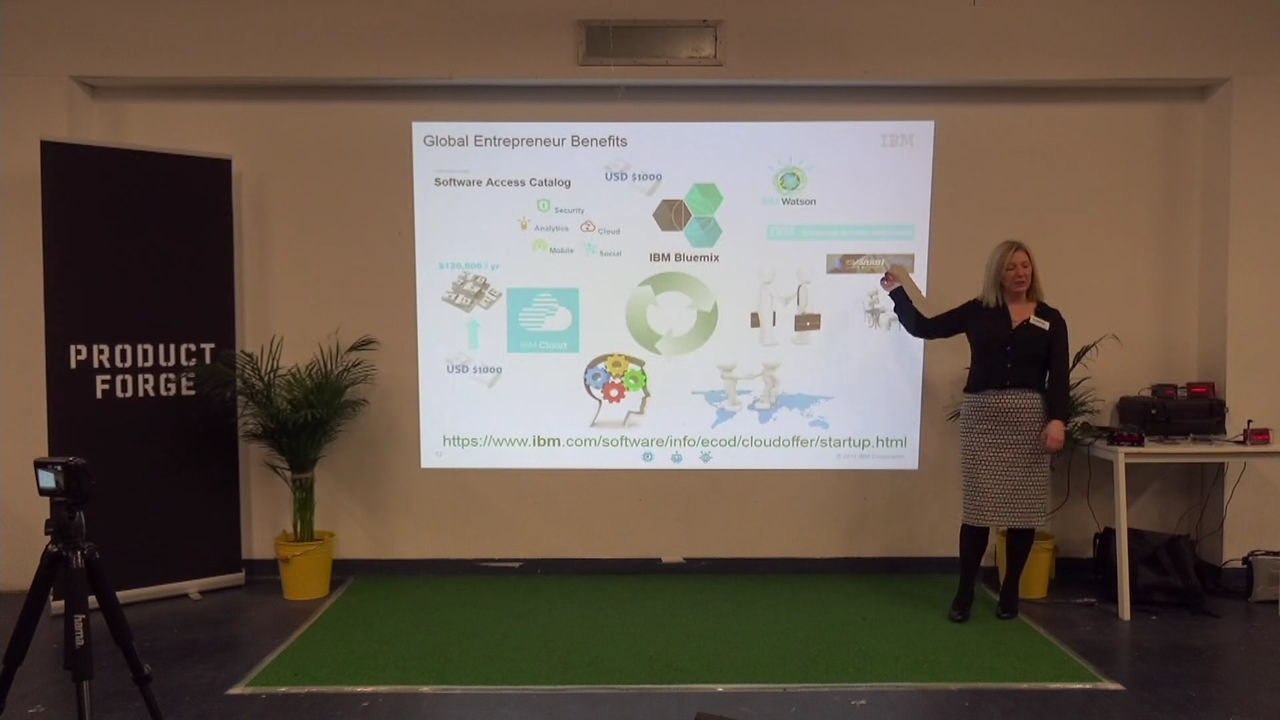 PRODUCT
FORGE
Global Entrepreneur Benefits
IBM
Software Access Catalog
USD $1000
Security
Analytics
Cloud
Mobile
Social
IBM Bluemix
Watson
$120,000 / yr
IBM Cloud
USD $1000
https://www.ibm.com/software/info/ecod/cloudoffer/startup.html
hama